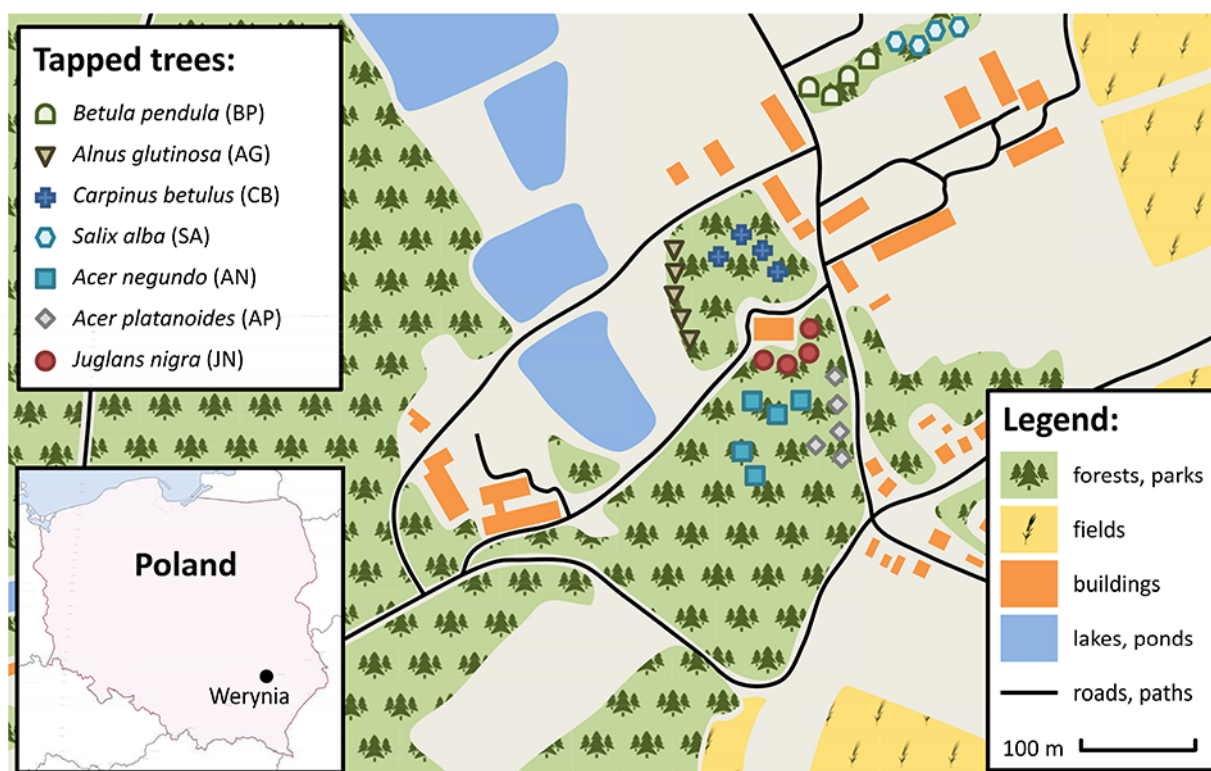 Tapped trees:
Betula pendula (BP)
Alnus glutinosa (AG)
Carpinus betulus (CB)
Salix alba (SA)
Acer negundo (AN)
Acer platanoides (AP)
Juglans nigra (JN)
Poland
Werynia
Legend:
forests, parks
fields
buildings
lakes, ponds
roads, paths
100 m